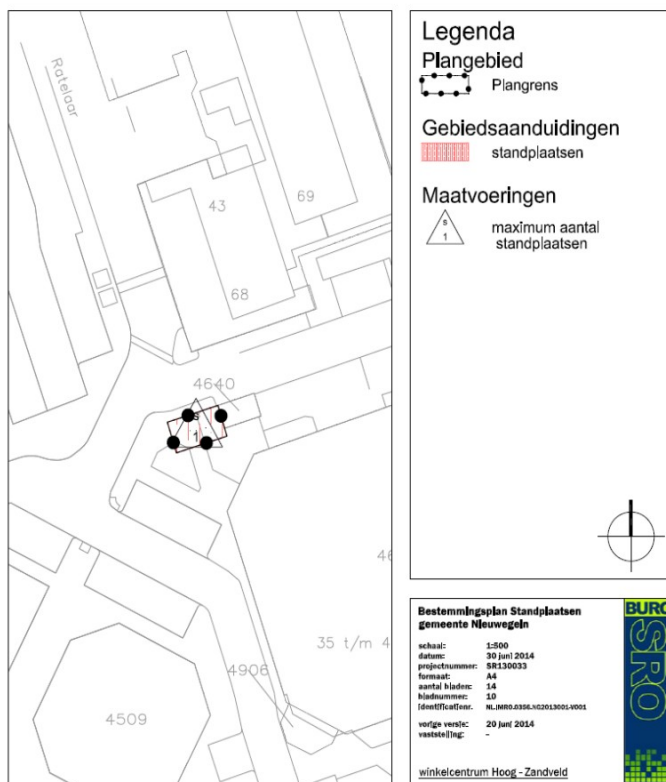 Ratelaar
43
69
68
4640
s
1
46
35 t/m 4
4906
4509
Legenda
Plangebied
Plangrens
Gebiedsaanduidingen
standplaatsen
Maatvoeringen
s
1
maximum aantal
standplaatsen
Bestemmingsplan Standplaatsen
gemeente Nieuwegein
schaal: 1:500
datum: 30 juni 2014
projectnummer: SR130033
formaat: A4
aantal bladen: 14
bladnummer: 10
identificatienr. NL.IMRO.0356.NG2013001-V001
vorige versie: 20 juni 2014
vaststelling: -
winkelcentrum Hoog - Zandveld
BURO
SRO